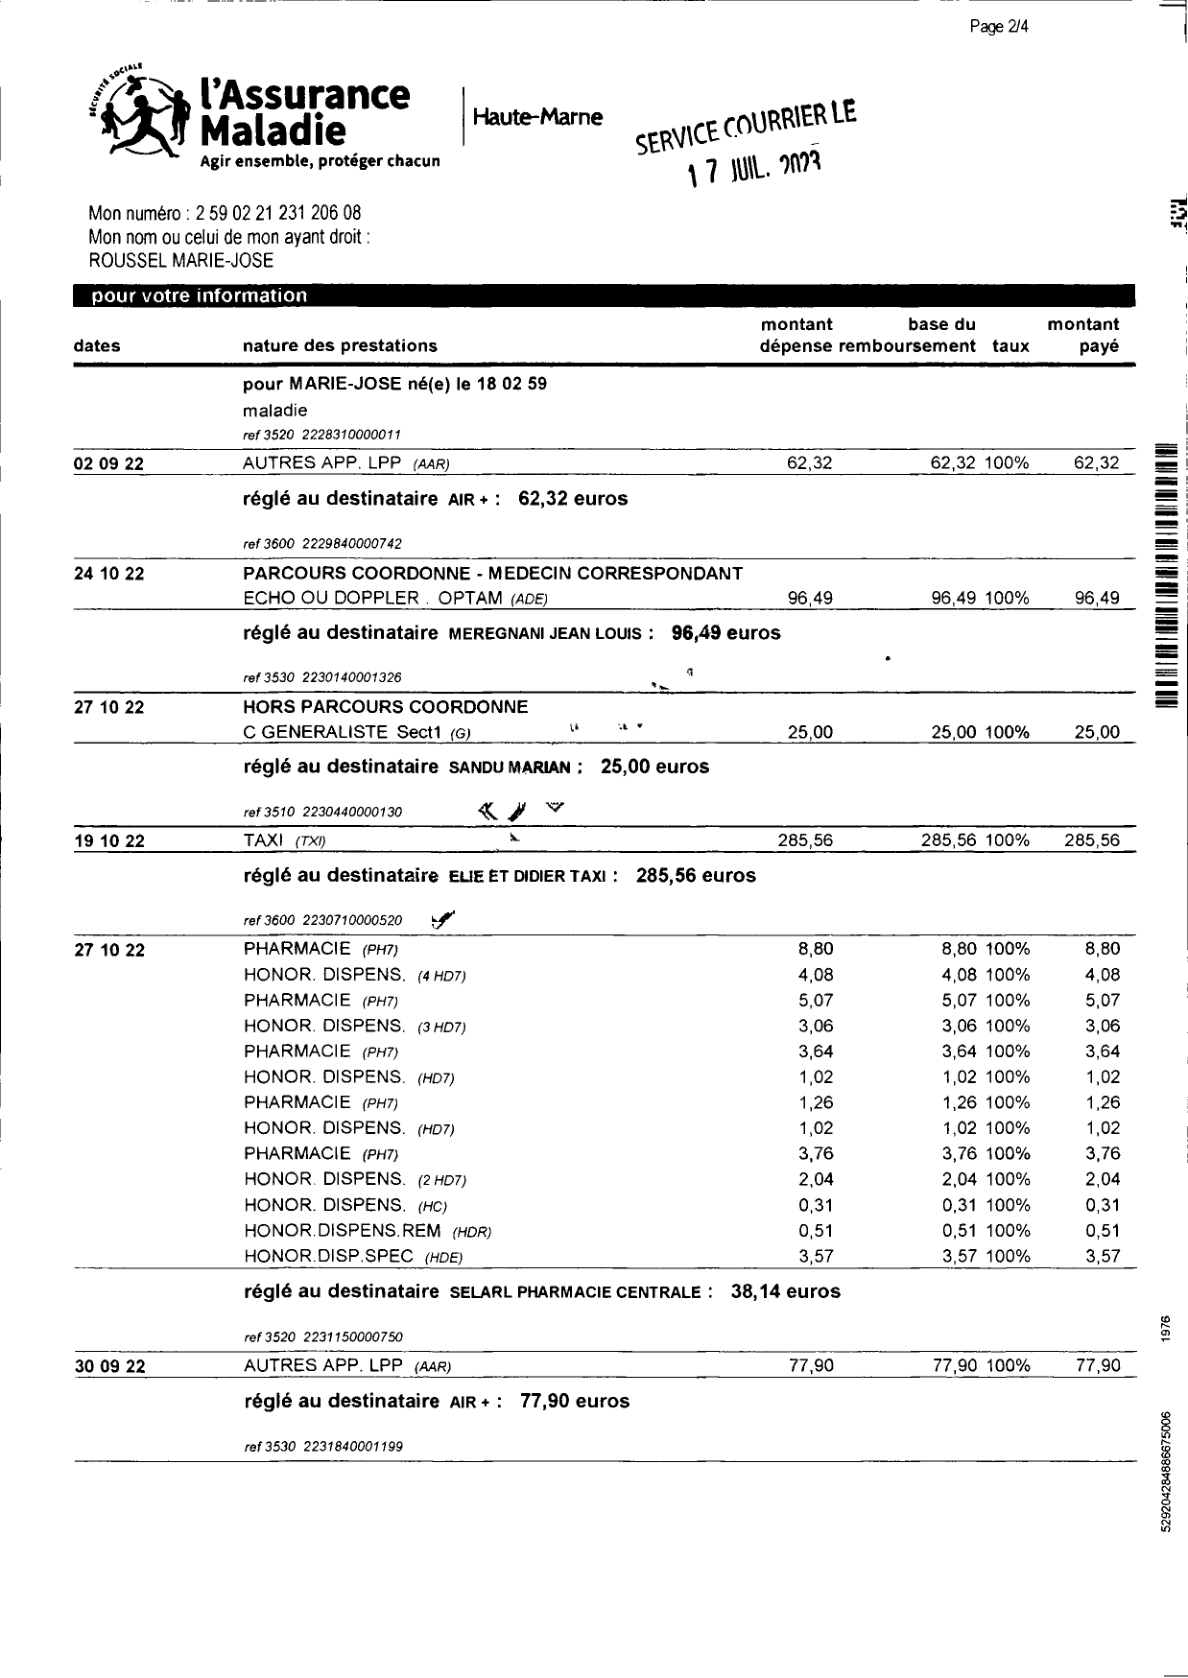 Page 2/4
SÉCURITÉ SOCIALE
l'Assurance
Maladie
Agir ensemble, protéger chacun
Haute-Marne
SERVICE COURRIER LE
17 JUIL. 2023
Mon numéro : 2 59 02 21 231 206 08
Mon nom ou celui de mon ayant droit :
ROUSSEL MARIE-JOSE
pour votre information
dates nature des prestations montant dépense base du remboursement taux montant payé
pour MARIE-JOSE né(e) le 18 02 59
maladie
ref 3520 2228310000011
02 09 22 AUTRES APP. LPP (AAR) 62,32 62,32 100% 62,32
réglé au destinataire AIR + : 62,32 euros
ref 3600 2229840000742
24 10 22 PARCOURS COORDONNE - MEDECIN CORRESPONDANT
ECHO OU DOPPLER . OPTAM (ADE) 96,49 96,49 100% 96,49
réglé au destinataire MEREGNANI JEAN LOUIS : 96,49 euros
ref 3530 2230140001326
27 10 22 HORS PARCOURS COORDONNE
C GENERALISTE Sect1 (G) 25,00 25,00 100% 25,00
réglé au destinataire SANDU MARIAN : 25,00 euros
ref 3510 2230440000130
19 10 22 TAXI (TXI) 285,56 285,56 100% 285,56
réglé au destinataire ELIE ET DIDIER TAXI : 285,56 euros
ref 3600 2230710000520
27 10 22 PHARMACIE (PH7) 8,80 8,80 100% 8,80
HONOR. DISPENS. (4 HD7) 4,08 4,08 100% 4,08
PHARMACIE (PH7) 5,07 5,07 100% 5,07
HONOR. DISPENS. (3 HD7) 3,06 3,06 100% 3,06
PHARMACIE (PH7) 3,64 3,64 100% 3,64
HONOR. DISPENS. (HD7) 1,02 1,02 100% 1,02
PHARMACIE (PH7) 1,26 1,26 100% 1,26
HONOR. DISPENS. (HD7) 1,02 1,02 100% 1,02
PHARMACIE (PH7) 3,76 3,76 100% 3,76
HONOR. DISPENS. (2 HD7) 2,04 2,04 100% 2,04
HONOR. DISPENS. (HC) 0,31 0,31 100% 0,31
HONOR.DISPENS.REM (HDR) 0,51 0,51 100% 0,51
HONOR.DISP.SPEC (HDE) 3,57 3,57 100% 3,57
réglé au destinataire SELARL PHARMACIE CENTRALE : 38,14 euros
ref 3520 2231150000750
30 09 22 AUTRES APP. LPP (AAR) 77,90 77,90 100% 77,90
réglé au destinataire AIR + : 77,90 euros
ref 3530 2231840001199
1976
529204284886675006